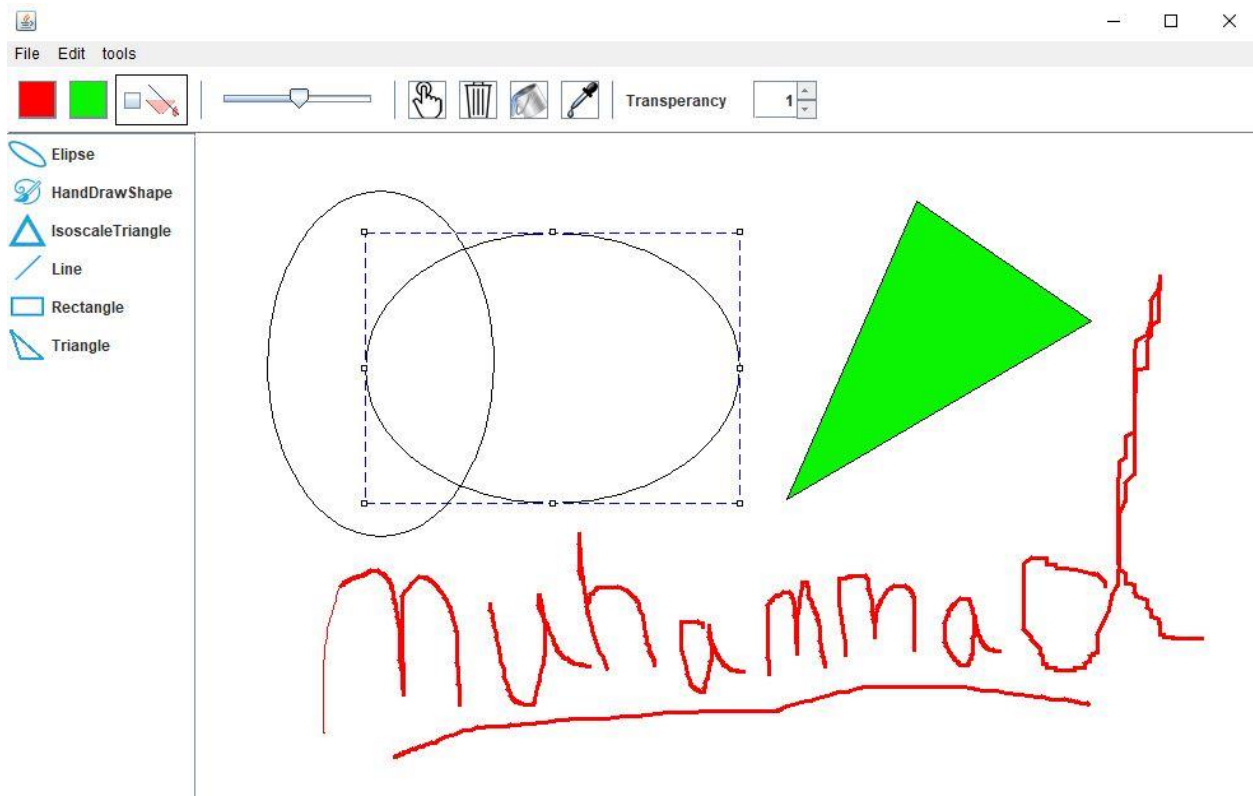 File Edit tools
Transperancy 1
Elipse
HandDrawShape
IsoscaleTriangle
Line
Rectangle
Triangle
muhammad